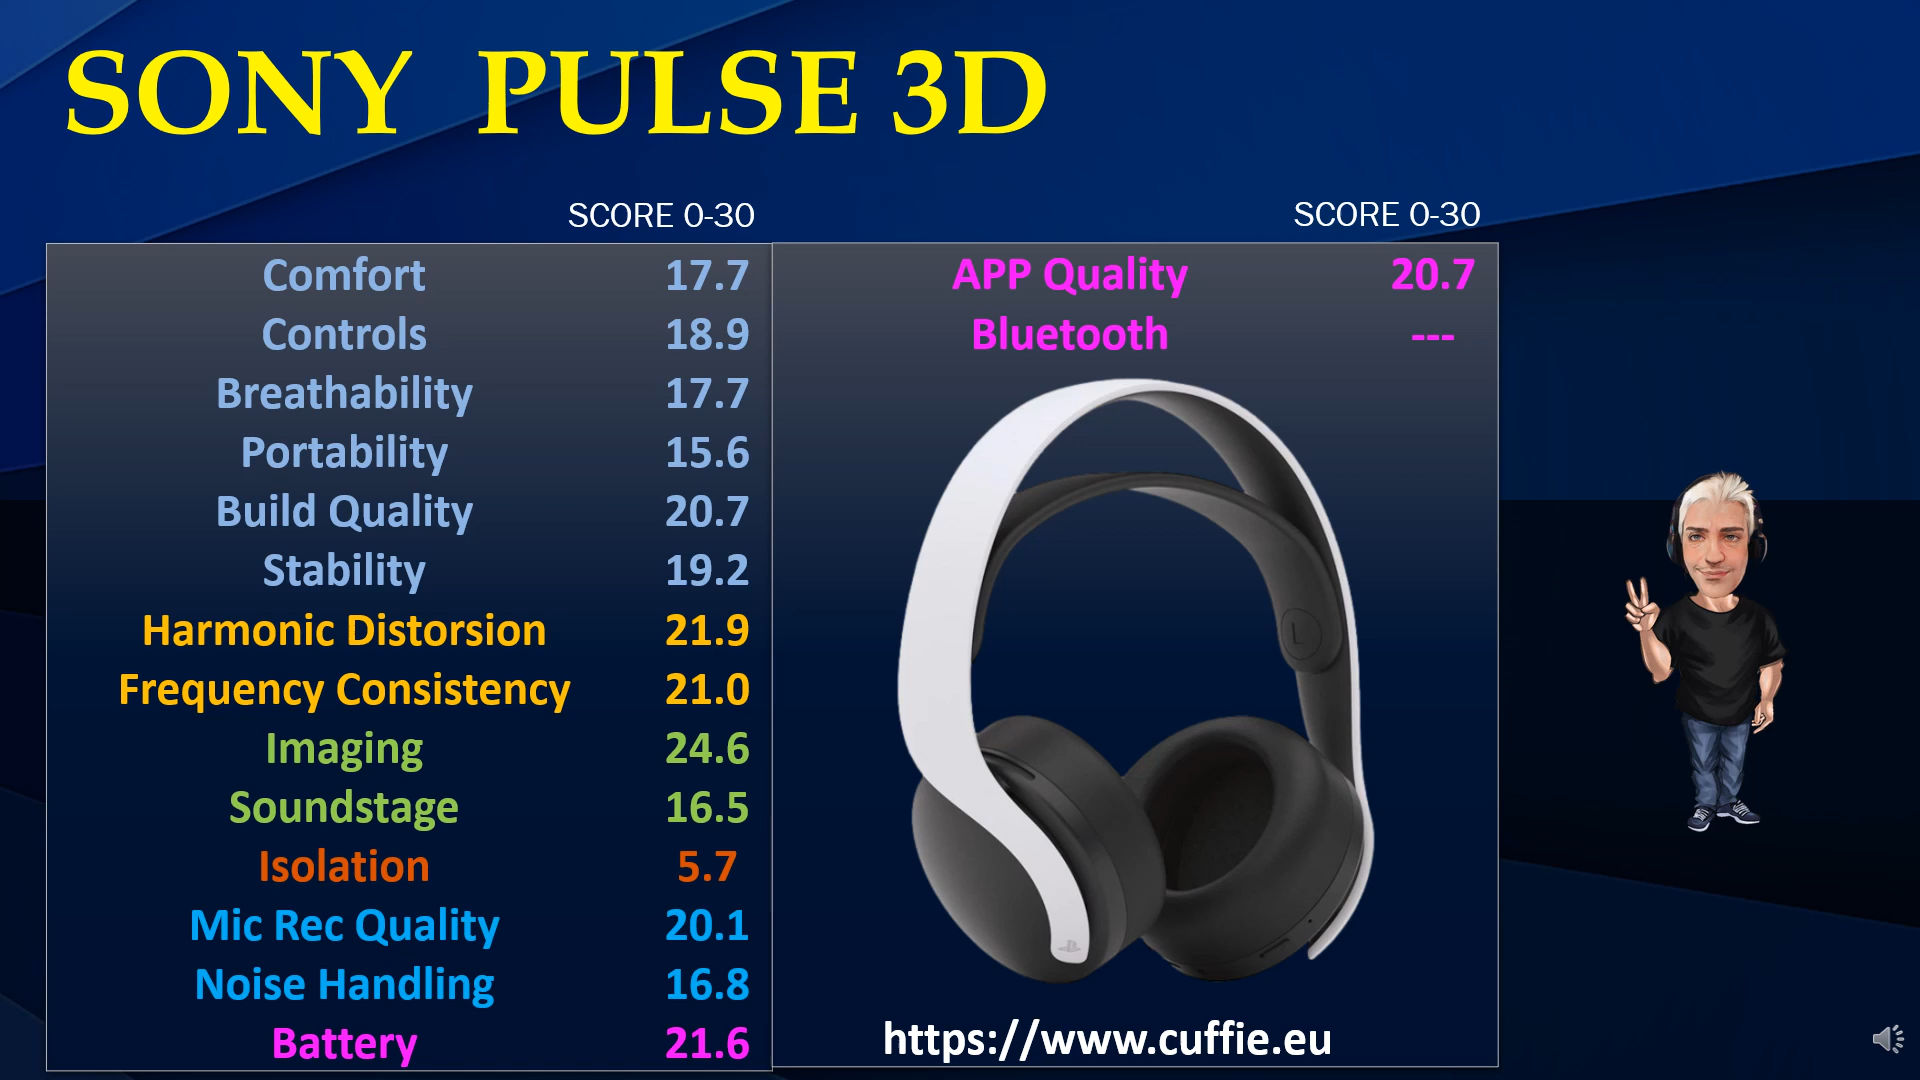 SONY PULSE 3D
SCORE 0-30
Comfort 17.7
Controls 18.9
Breathability 17.7
Portability 15.6
Build Quality 20.7
Stability 19.2
Harmonic Distorsion 21.9
Frequency Consistency 21.0
Imaging 24.6
Soundstage 16.5
Isolation 5.7
Mic Rec Quality 20.1
Noise Handling 16.8
Battery 21.6
SCORE 0-30
APP Quality 20.7
Bluetooth ---
L
https://www.cuffie.eu